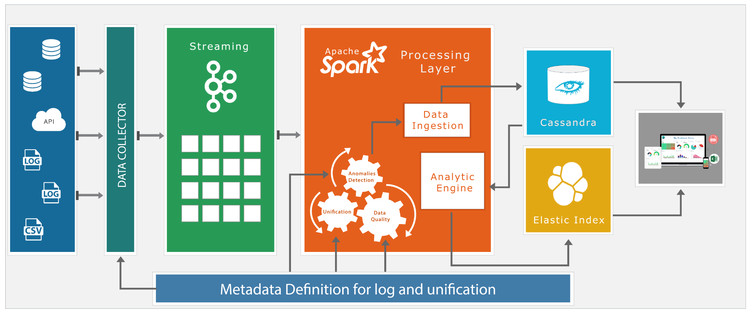 API
LOG
LOG
CSV
DATA COLLECTOR
Streaming
Apache
Spark
Processing
Layer
Data
Ingestion
Anomalies
Detection
Unification
Data
Quality
Analytic
Engine
Cassandra
Elastic Index
Metadata Definition for log and unification